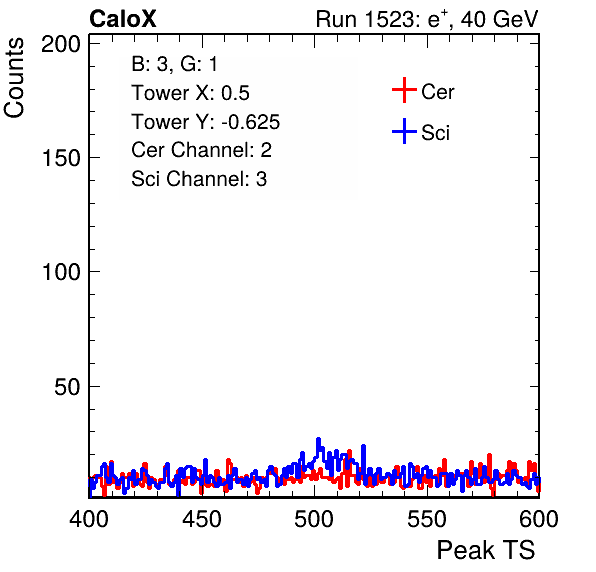 CaloX Run 1523: e+, 40 GeV
Counts
200
150
100
50
B: 3, G: 1
Tower X: 0.5
Tower Y: -0.625
Cer Channel: 2
Sci Channel: 3
Cer
Sci
400 450 500 550 600
Peak TS